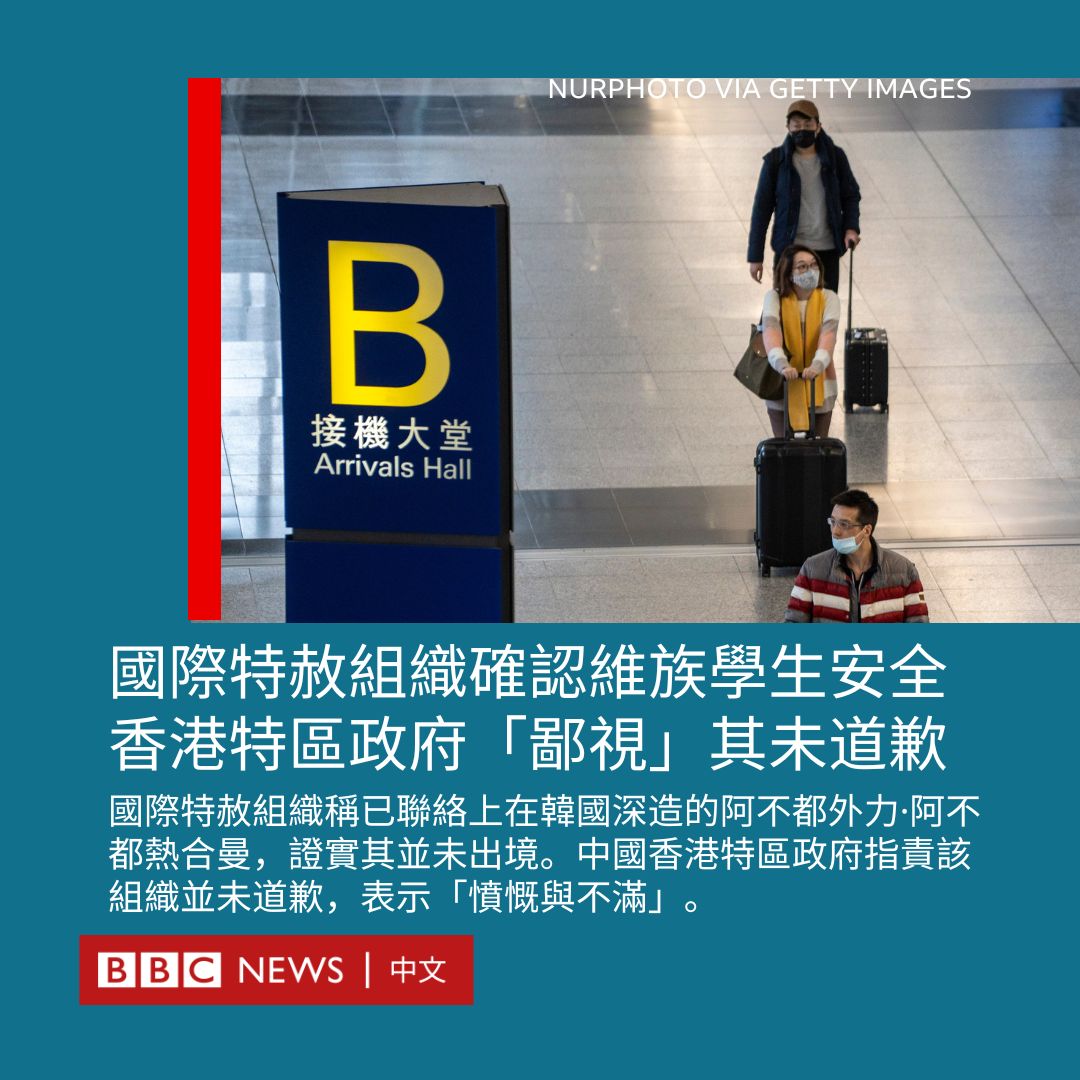 NURPHOTO VIA GETTY IMAGES
B
接機大堂
Arrivals Hall
國際特赦組織確認維族學生安全
香港特區政府「鄙視」其未道歉
國際特赦組織稱已聯絡上在韓國深造的阿不都外力·阿不
都熱合曼，證實其並未出境。中國香港特區政府指責該
組織並未道歉，表示「憤慨與不滿」。
BBC NEWS | 中文